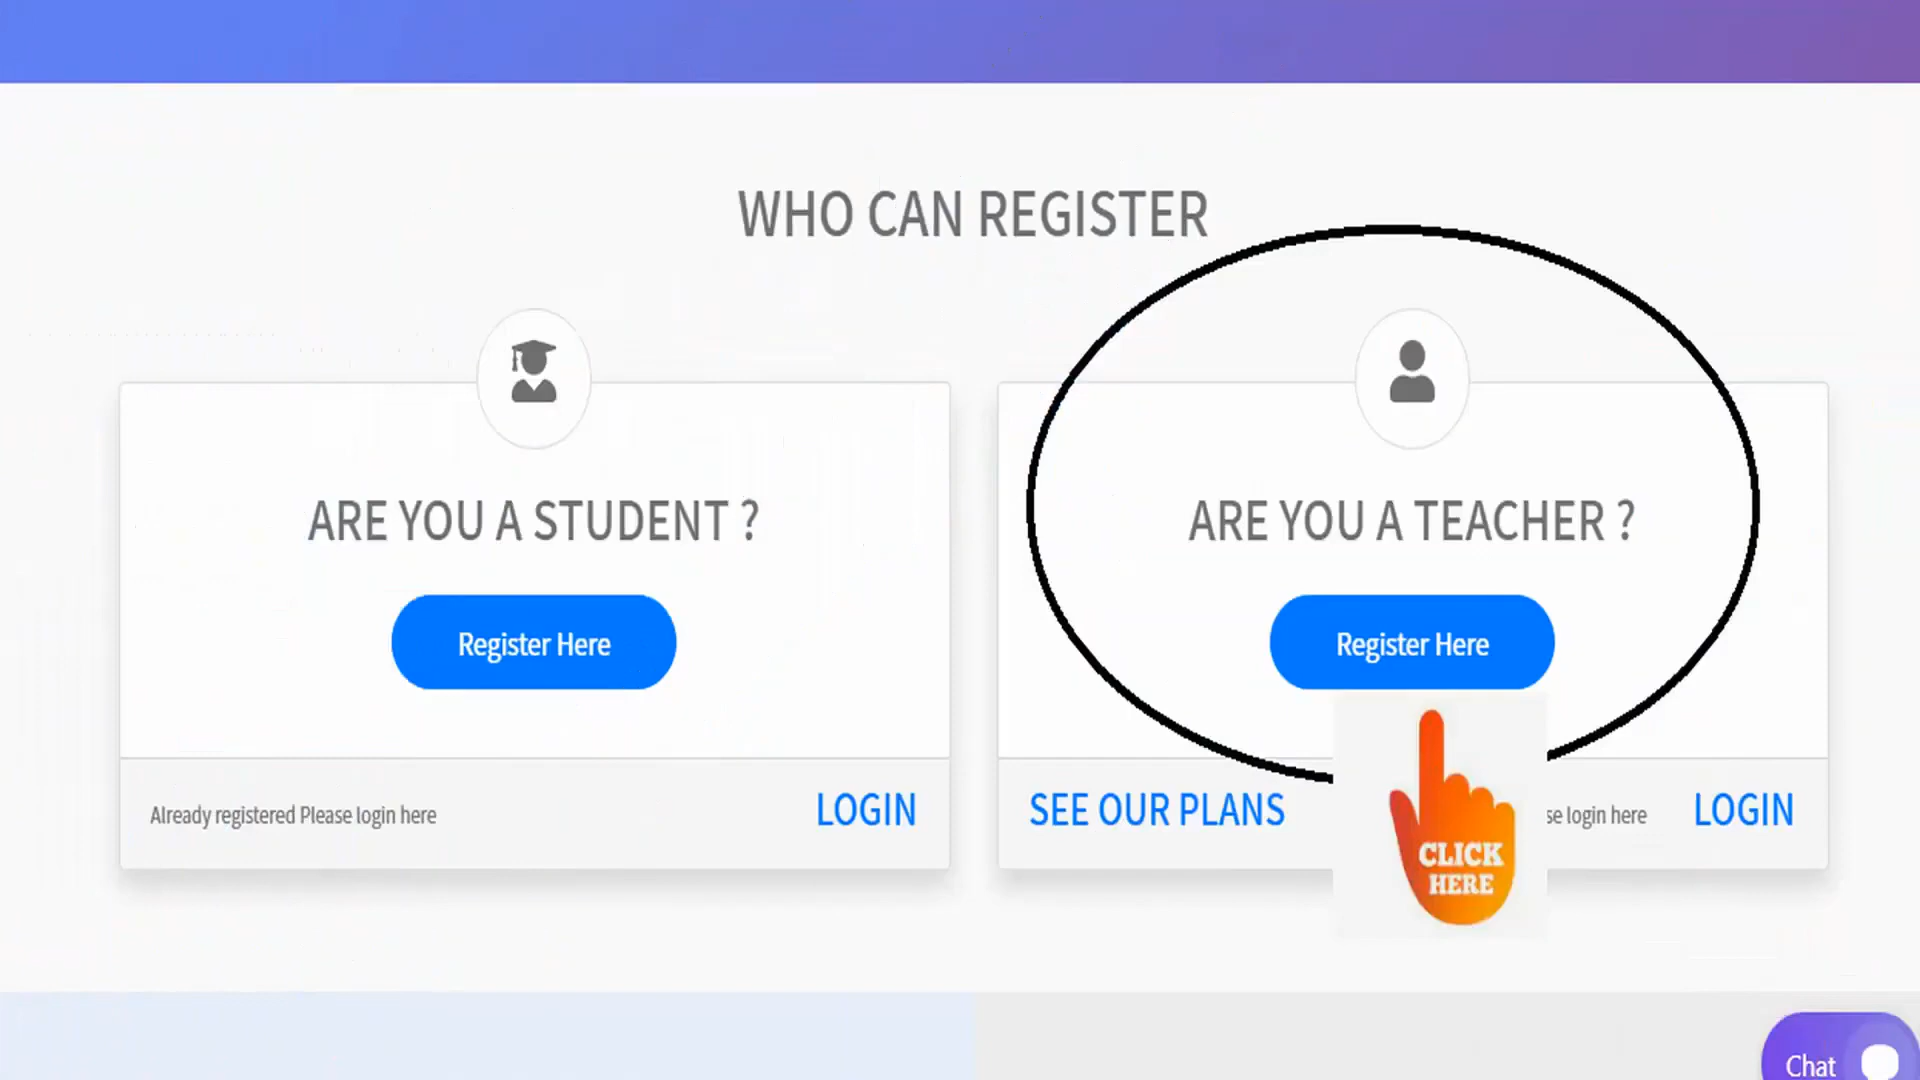 WHO CAN REGISTER
ARE YOU A STUDENT ?
Register Here
Already registered Please login here
LOGIN
ARE YOU A TEACHER ?
Register Here
SEE OUR PLANS
login here
LOGIN
CLICK
HERE
Chat